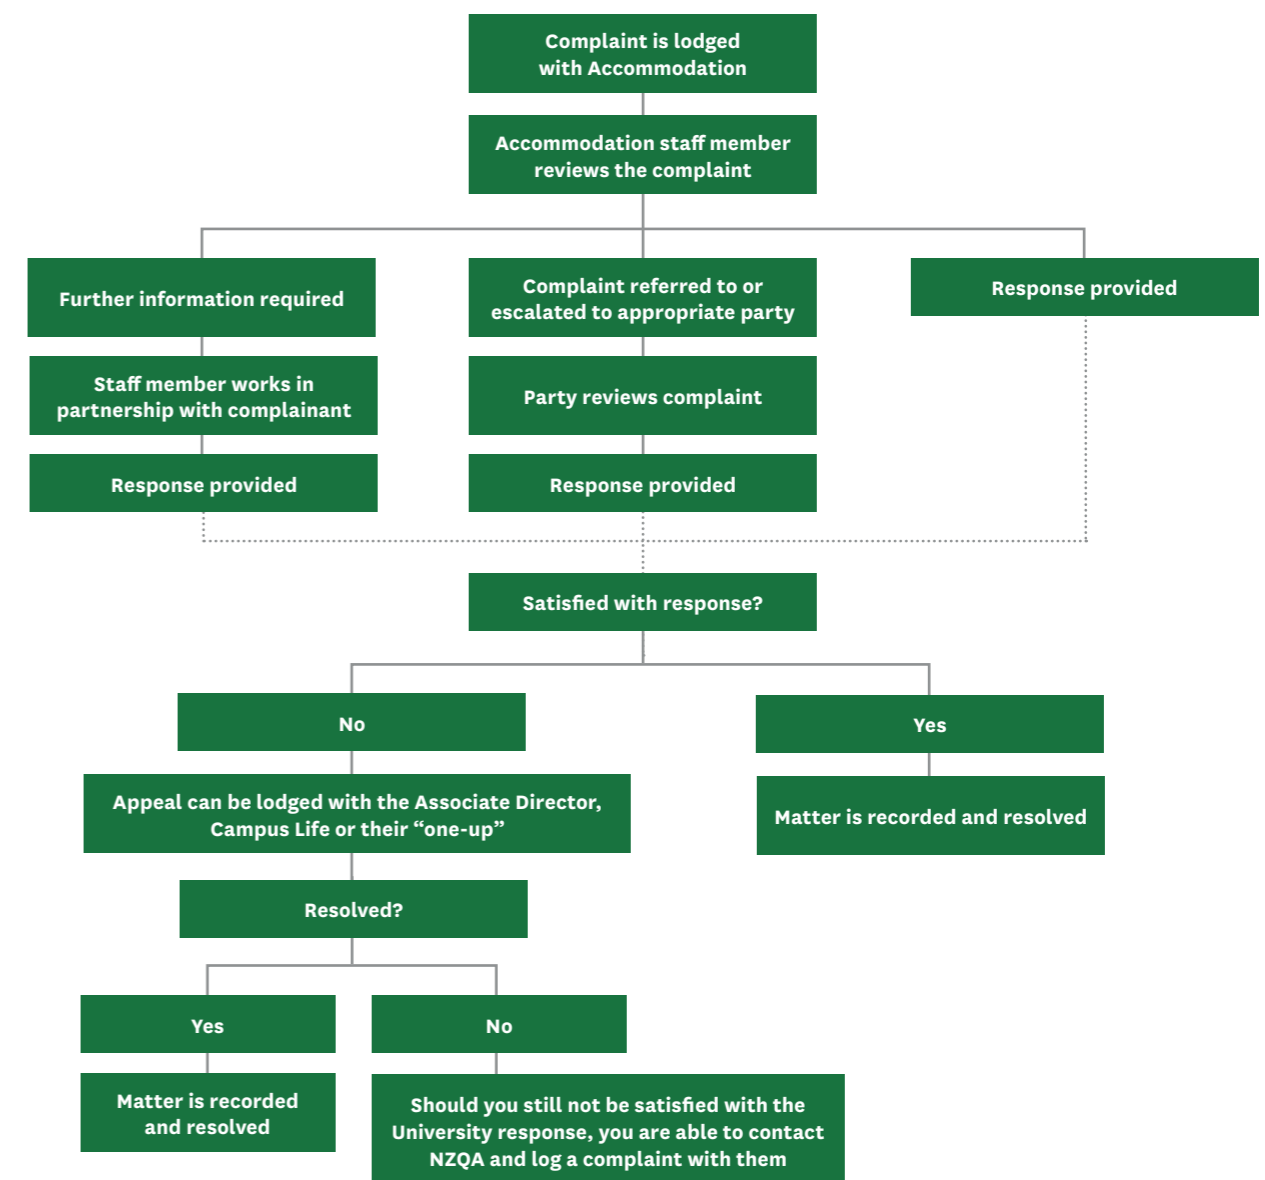 Complaint is lodged
with Accommodation
Accommodation staff member
reviews the complaint
Further information required
Complaint referred to or
escalated to appropriate party
Response provided
Staff member works in
partnership with complainant
Party reviews complaint
Response provided
Response provided
Satisfied with response?
No
Yes
Appeal can be lodged with the Associate Director,
Campus Life or their “one-up”
Matter is recorded and resolved
Resolved?
Yes
No
Matter is recorded
and resolved
Should you still not be satisfied with the
University response, you are able to contact
NZQA and log a complaint with them